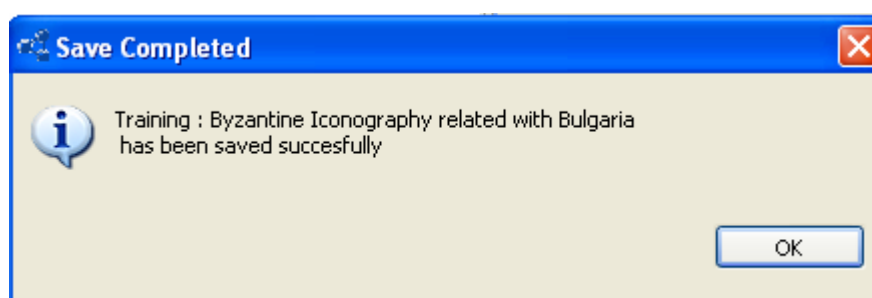 Save Completed
Training : Byzantine Iconography related with Bulgaria
has been saved succesfully
OK